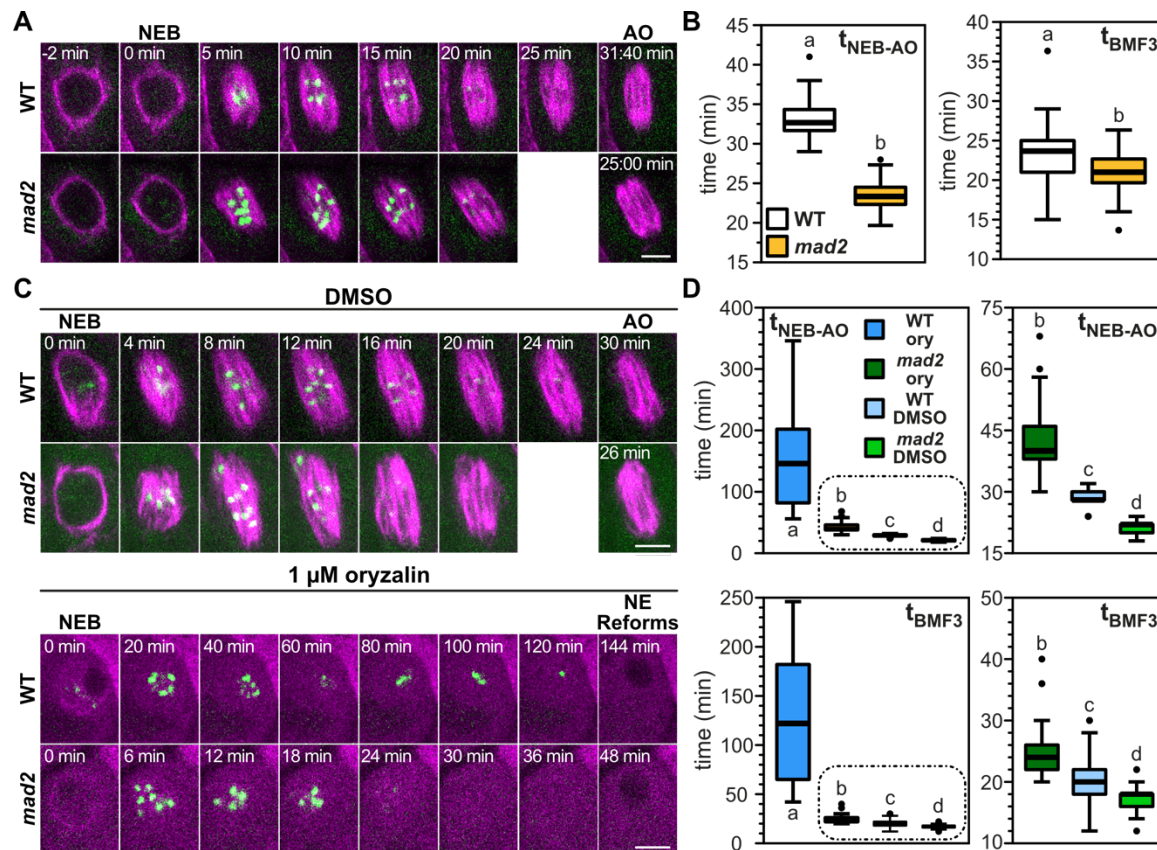 A
NEB
AO
-2 min
0 min
5 min
10 min
15 min
20 min
25 min
31:40 min
WT
25:00 min
mad2
B
tNEB-AO
a
b
time (min)
40
35
30
25
20
15
WT
mad2
tBMF3
a
b
time (min)
40
35
30
25
20
15
10
C
DMSO
NEB
AO
0 min
4 min
8 min
12 min
16 min
20 min
24 min
30 min
WT
26 min
mad2
1 µM oryzalin
NEB
NE
Reforms
0 min
20 min
40 min
60 min
80 min
100 min
120 min
144 min
WT
0 min
6 min
12 min
18 min
24 min
30 min
36 min
48 min
mad2
D
tNEB-AO
time (min)
400
300
200
150
100
50
0
WT
ory
mad2
ory
WT
DMSO
mad2
DMSO
a
b
c
d
tNEB-AO
75
60
45
30
15
b
c
d
tBMF3
time (min)
250
200
150
100
50
0
a
b
c
d
tBMF3
50
40
30
20
10
b
c
d